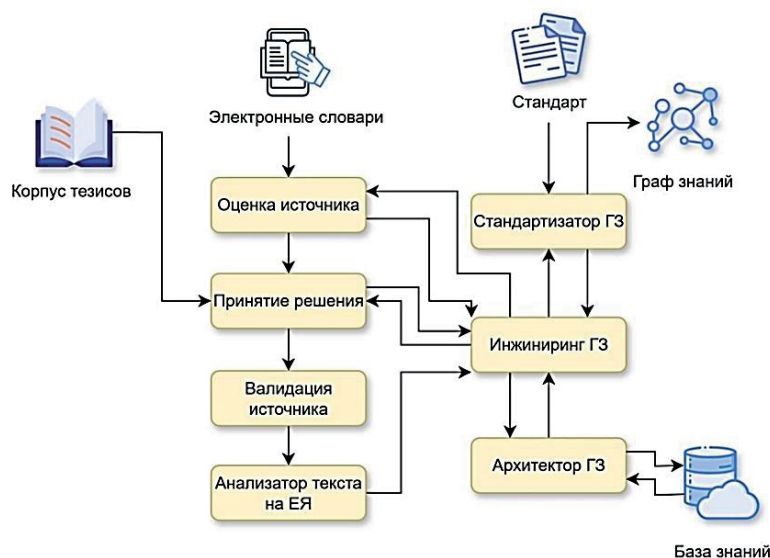 Электронные словари
Стандарт
Корпус тезисов
Граф знаний
Оценка источника
Стандартизатор ГЗ
Принятие решения
Инжиниринг ГЗ
Валидация
источника
Анализатор текста
на ЕЯ
Архитектор ГЗ
База знаний